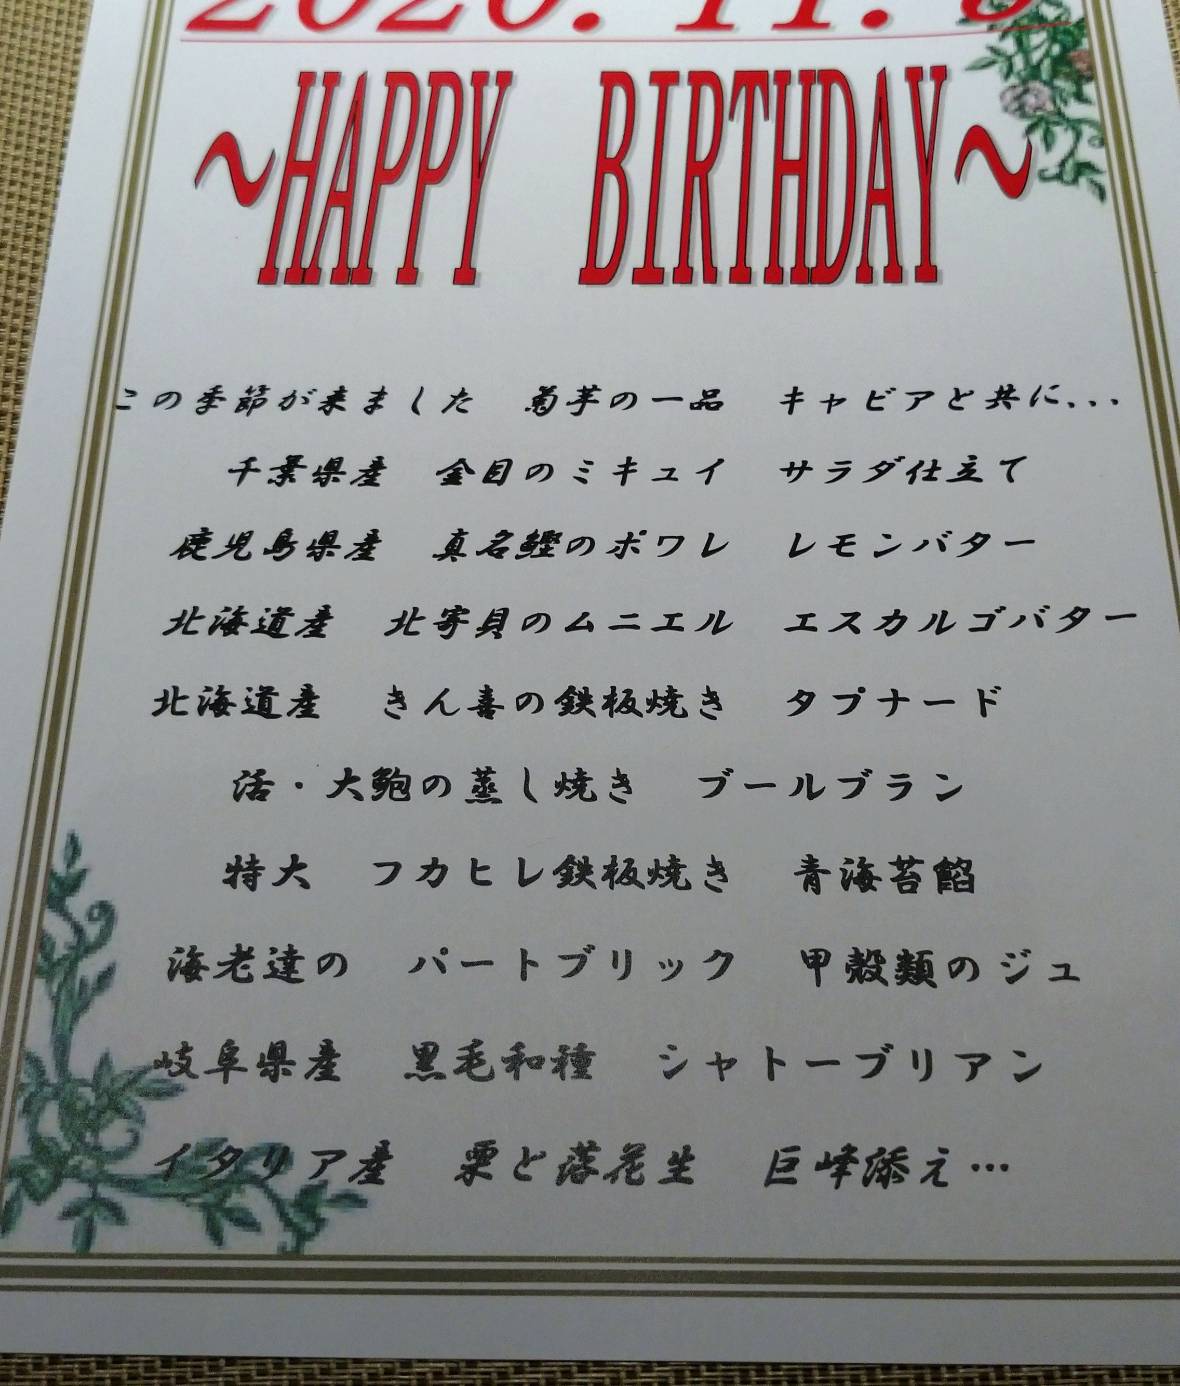 2020. 11.
～HAPPY BIRTHDAY～
この季節が来ました 菊芋の一品 キャビアと共に...
千葉県産 金目のミキュイ サラダ仕立て
鹿児島県産 真名鰹のポワレ レモンバター
北海道産 北寄貝のムニエル エスカルゴバター
北海道産 きん喜の鉄板焼き タプナード
活・大鮑の蒸し焼き ブールブラン
特大 フカヒレ鉄板焼き 青海苔餡
海老達の パートブリック 甲殻類のジュ
岐阜県産 黒毛和種 シャトーブリアン
イタリア産 栗と落花生 巨峰添え…